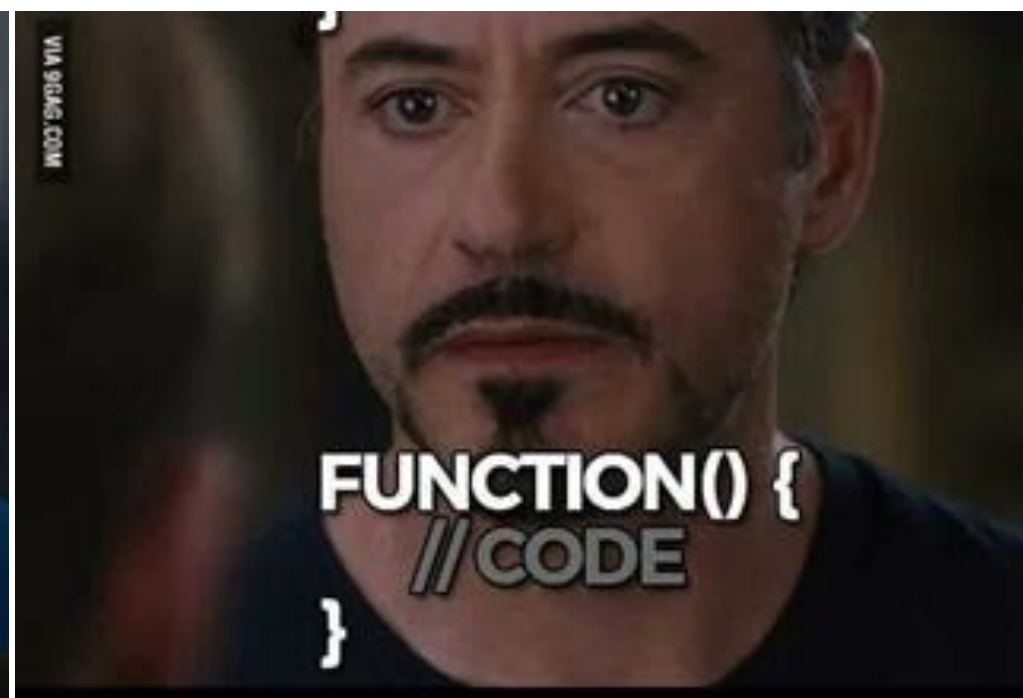 }
VIA 9GAG.COM
FUNCTION() {
// CODE
}